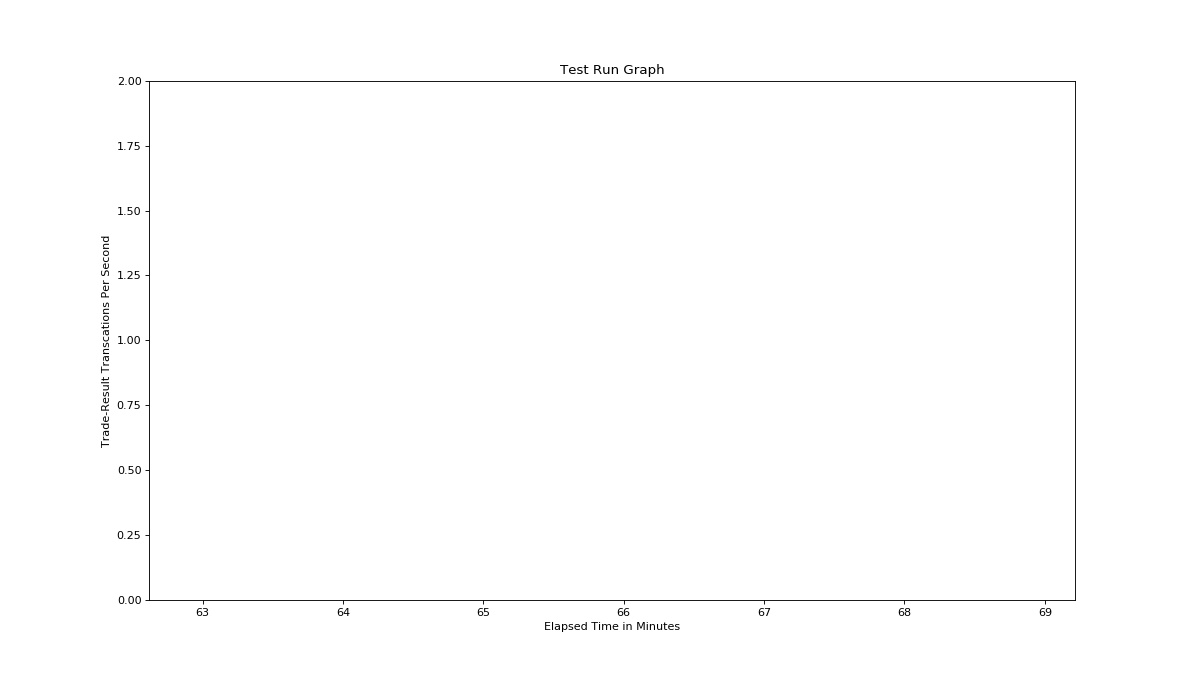 Test Run Graph
2.00
1.75
1.50
1.25
1.00
0.75
0.50
0.25
0.00
Trade-Result Transcations Per Second
63 64 65 66 67 68 69
Elapsed Time in Minutes